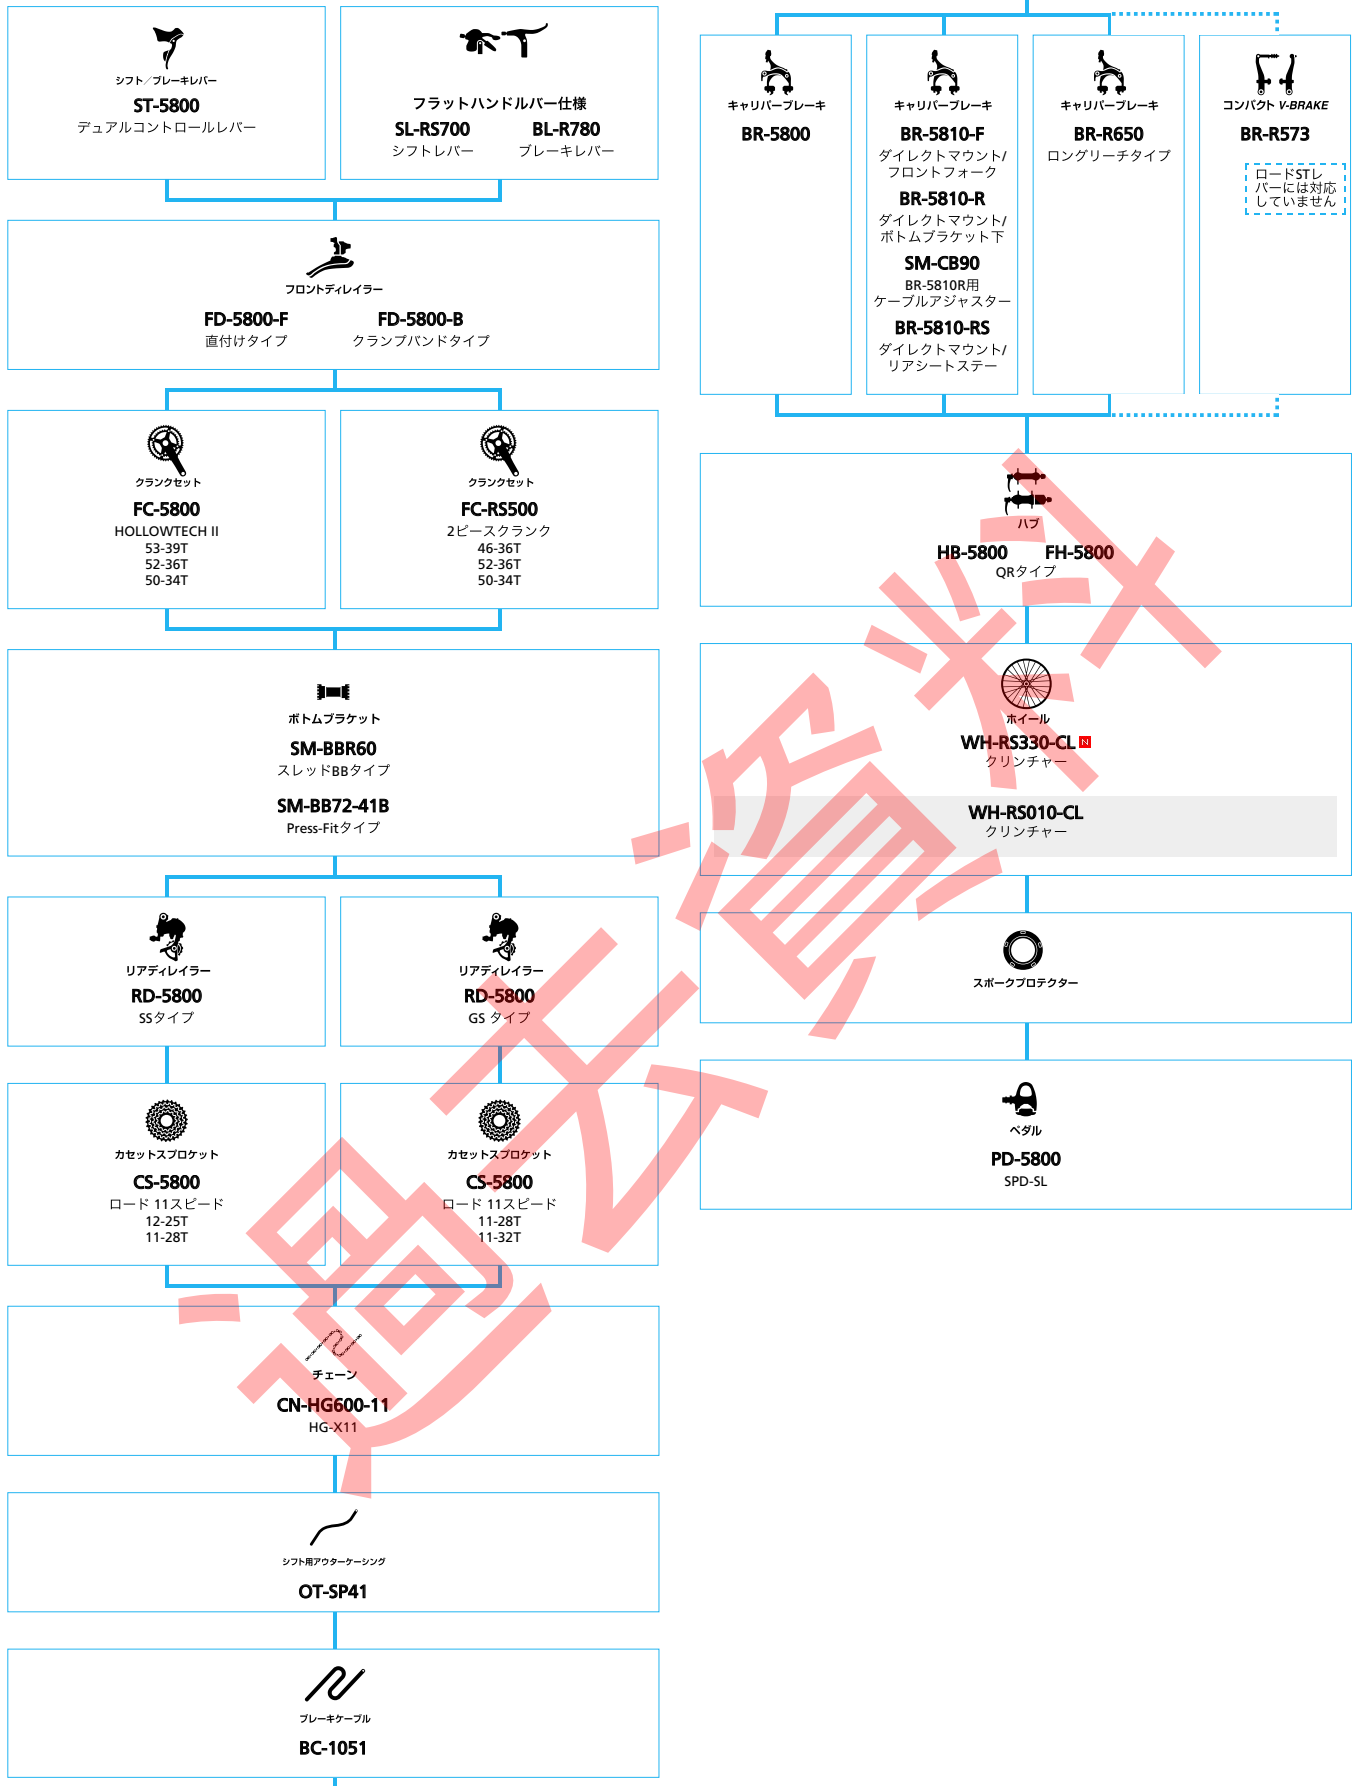 シフト／ブレーキレバー
ST-5800
デュアルコントロールレバー
フラットハンドルバー仕様
SL-RS700
シフトレバー
BL-R780
ブレーキレバー
フロントディレイラー
FD-5800-F
直付けタイプ
FD-5800-B
クランプバンドタイプ
クランクセット
FC-5800
HOLLOWTECH II
53-39T
52-36T
50-34T
クランクセット
FC-RS500
2ピースクランク
46-36T
52-36T
50-34T
ボトムブラケット
SM-BBR60
スレッドBBタイプ
SM-BB72-41B
Press-Fitタイプ
リアディレイラー
RD-5800
SSタイプ
リアディレイラー
RD-5800
GS タイプ
カセットスプロケット
CS-5800
ロード 11スピード
12-25T
11-28T
カセットスプロケット
CS-5800
ロード 11スピード
11-28T
11-32T
チェーン
CN-HG600-11
HG-X11
シフト用アウターケーシング
OT-SP41
ブレーキケーブル
BC-1051
キャリパーブレーキ
BR-5800
キャリパーブレーキ
BR-5810-F
ダイレクトマウント/
フロントフォーク
BR-5810-R
ダイレクトマウント/
ボトムブラケット下
SM-CB90
BR-5810R用
ケーブルアジャスター
BR-5810-RS
ダイレクトマウント/
リアシートステー
キャリパーブレーキ
BR-R650
ロングリーチタイプ
コンパクト V-BRAKE
BR-R573
ロードSTレ
バーには対応
していません
ハブ
HB-5800
FH-5800
QRタイプ
ホイール
WH-RS330-CL N
クリンチャー
WH-RS010-CL
クリンチャー
スポークプロテクター
ペダル
PD-5800
SPD-SL
過去資料